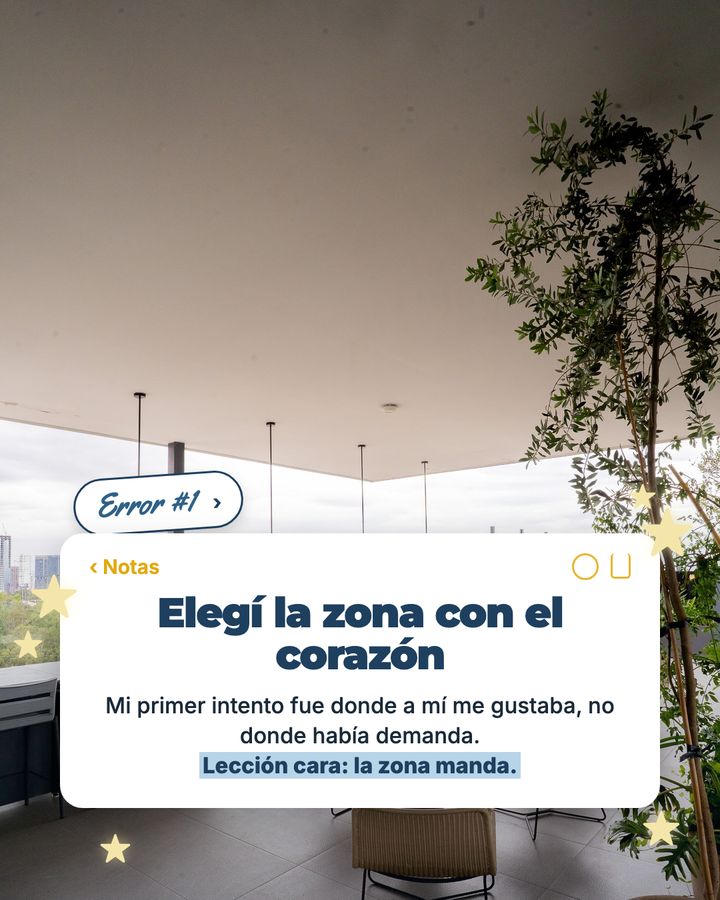 Error #1 ›
‹ Notas
Elegí la zona con el
corazón
Mi primer intento fue donde a mí me gustaba, no
donde había demanda.
Lección cara: la zona manda.